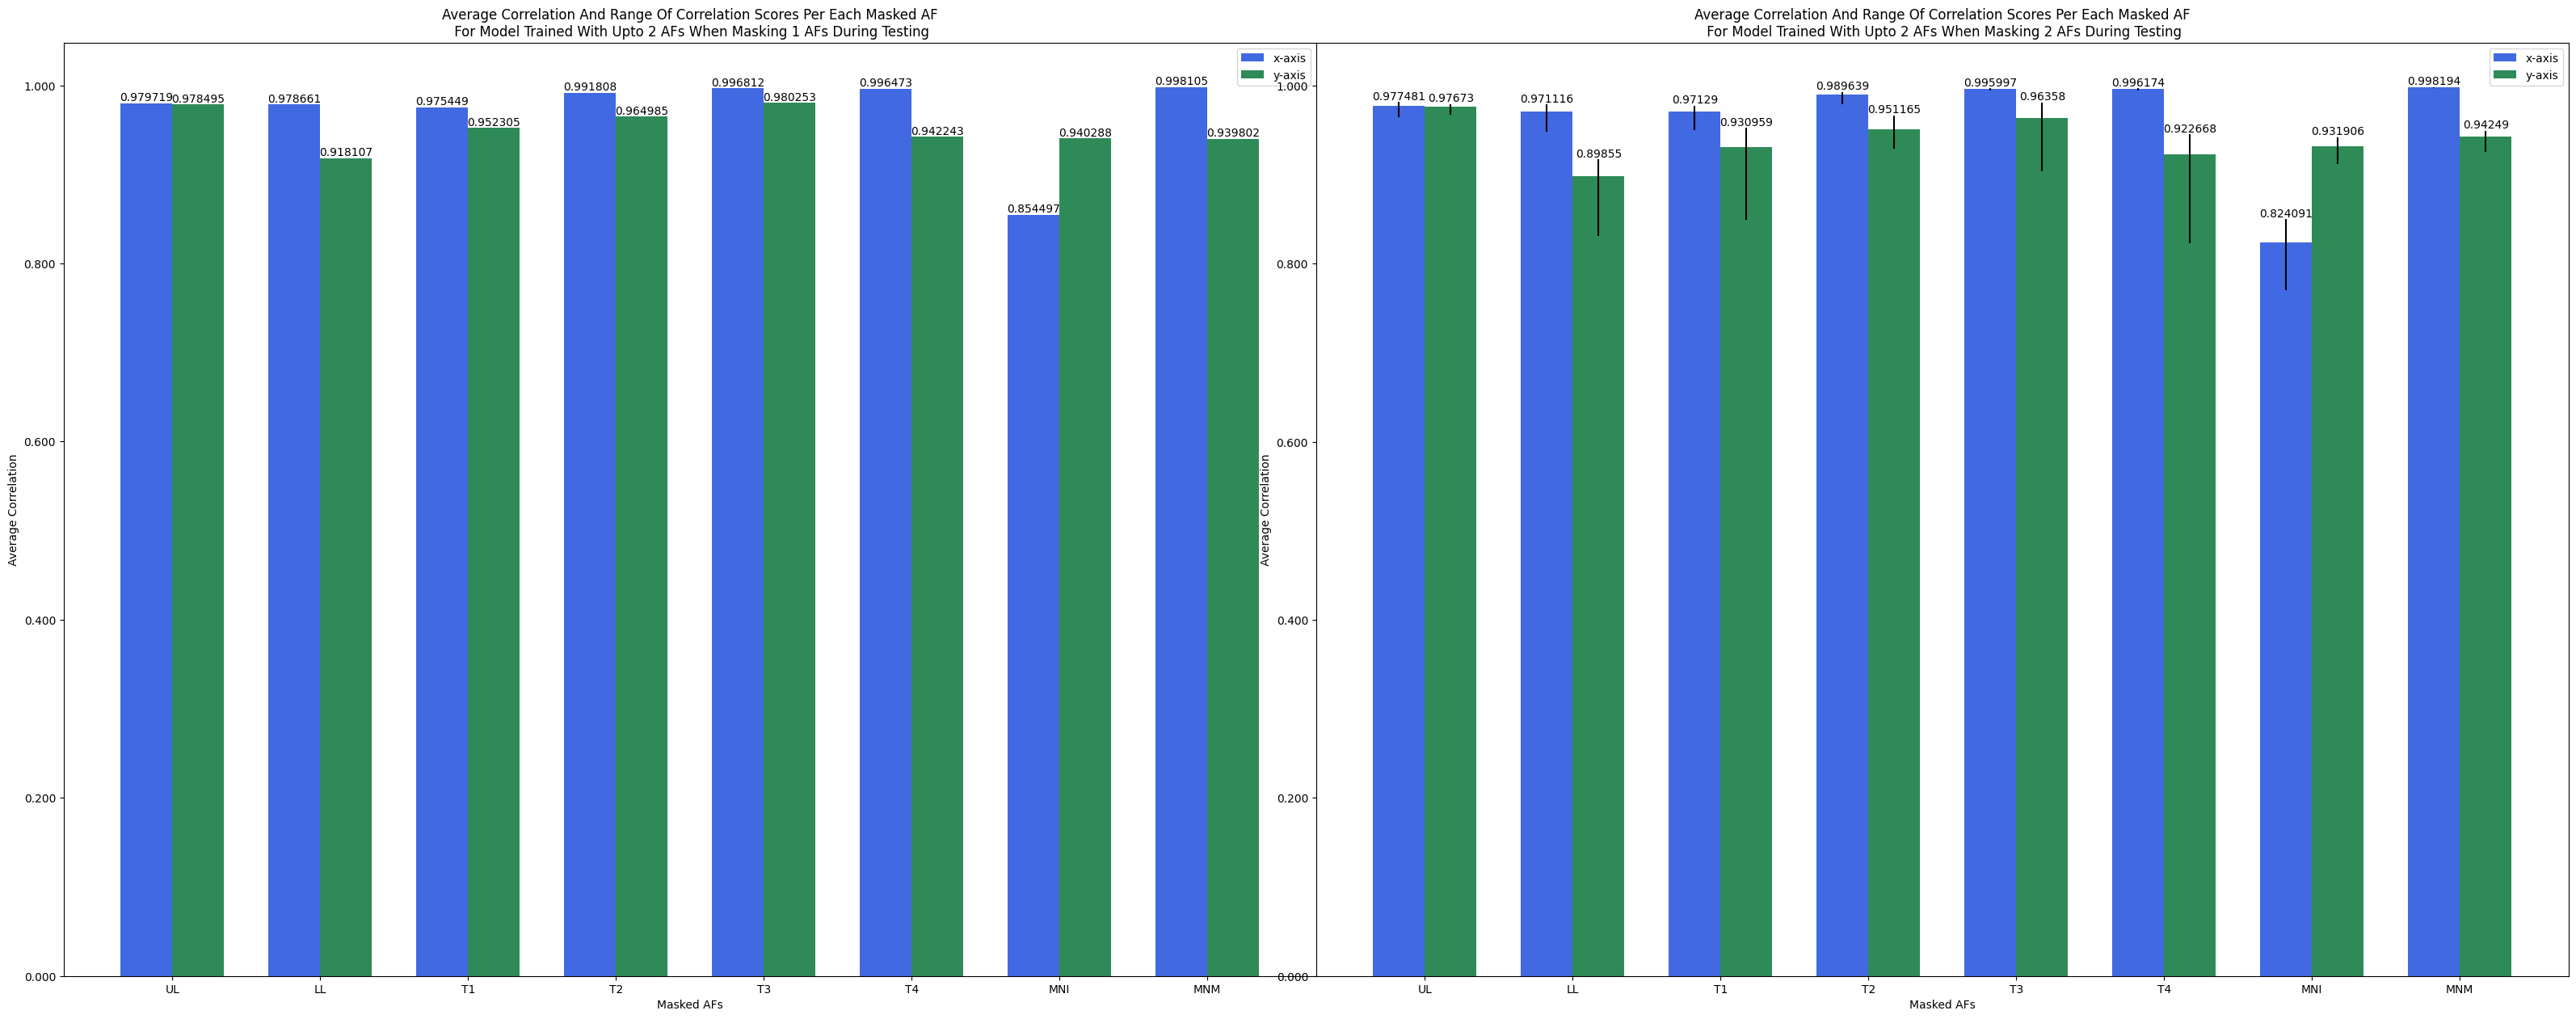 Average Correlation And Range Of Correlation Scores Per Each Masked AF
For Model Trained With Upto 2 AFs When Masking 1 AFs During Testing
x-axis
y-axis
1.000
0.800
0.600
0.400
0.200
0.000
Average Correlation
0.979719
0.978495
0.978661
0.918107
0.975449
0.952305
0.991808
0.964985
0.996812
0.980253
0.996473
0.942243
0.854497
0.940288
0.998105
0.939802
UL
LL
T1
T2
T3
T4
MNI
MNM
Masked AFs
Average Correlation And Range Of Correlation Scores Per Each Masked AF
For Model Trained With Upto 2 AFs When Masking 2 AFs During Testing
x-axis
y-axis
1.000
0.800
0.600
0.400
0.200
0.000
Average Correlation
0.977481
0.97673
0.971116
0.89855
0.97129
0.930959
0.989639
0.951165
0.995997
0.96358
0.996174
0.922668
0.824091
0.931906
0.998194
0.94249
UL
LL
T1
T2
T3
T4
MNI
MNM
Masked AFs